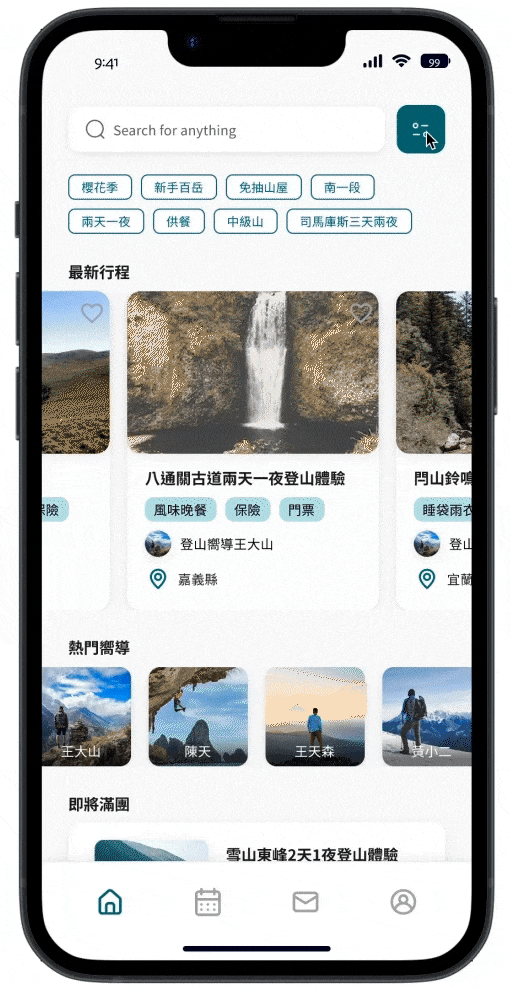 9:41
99
Search for anything
櫻花季 新手百岳 免抽山屋 南一段
兩天一夜 供餐 中級山 司馬庫斯三天兩夜
最新行程
八通關古道兩天一夜登山體驗
門山鈴鳴
保險
風味晚餐 保險 門票
睡袋雨衣
登山嚮導王大山
登山
嘉義縣
宜蘭
熱門嚮導
王大山 陳天 王天森 黃小二
即將滿團
雪山東峰2天1夜登山體驗